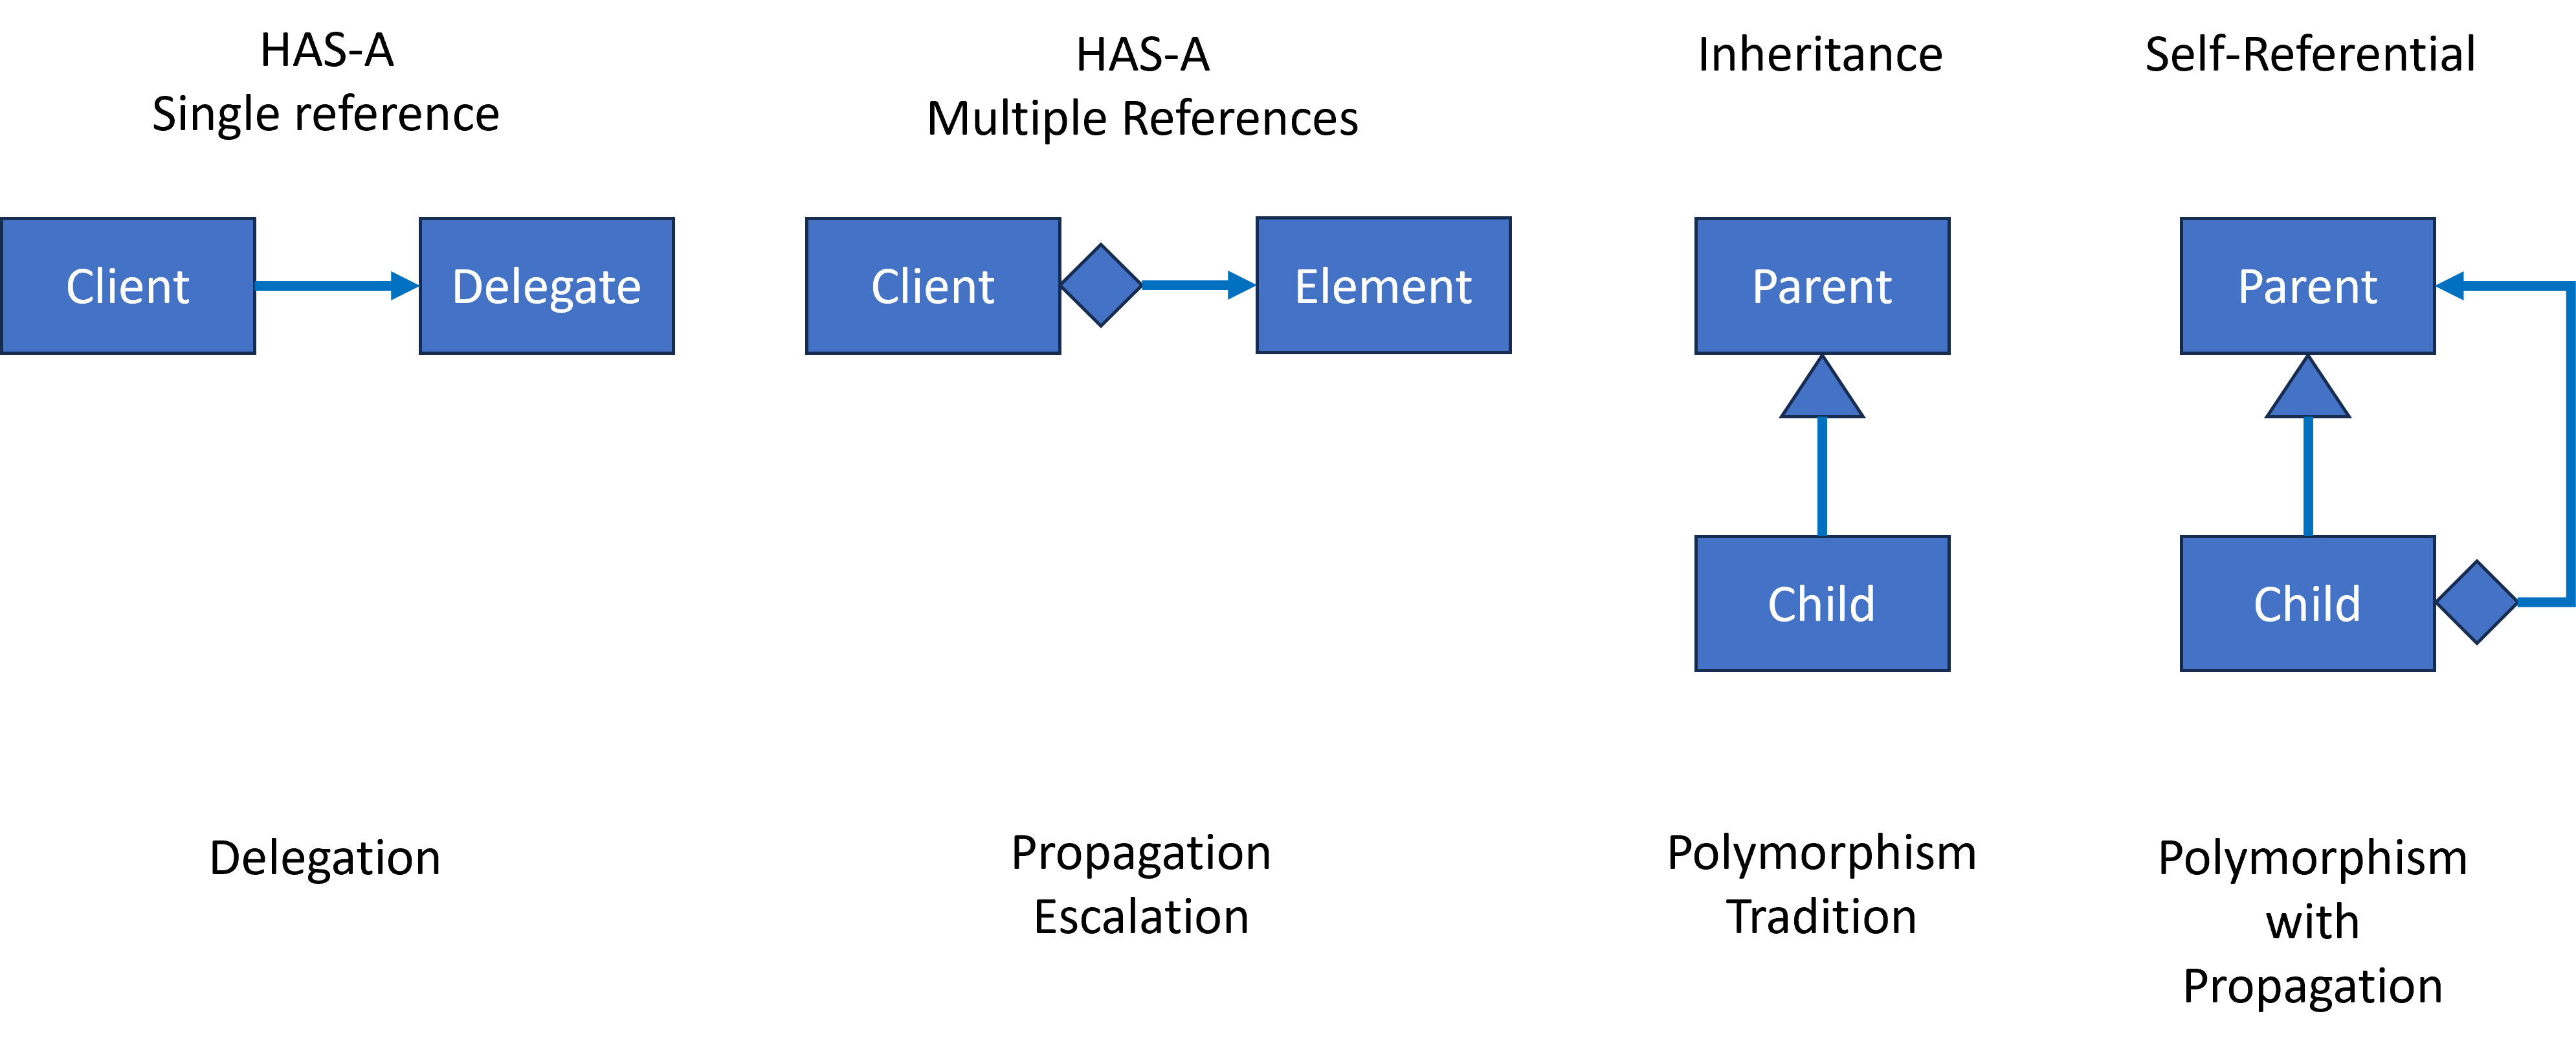 HAS-A
Single reference
HAS-A
Multiple References
Inheritance
Self-Referential
Client
Delegate
Client
Element
Parent
Parent
Child
Child
Delegation
Propagation
Escalation
Polymorphism
Tradition
Polymorphism
with
Propagation